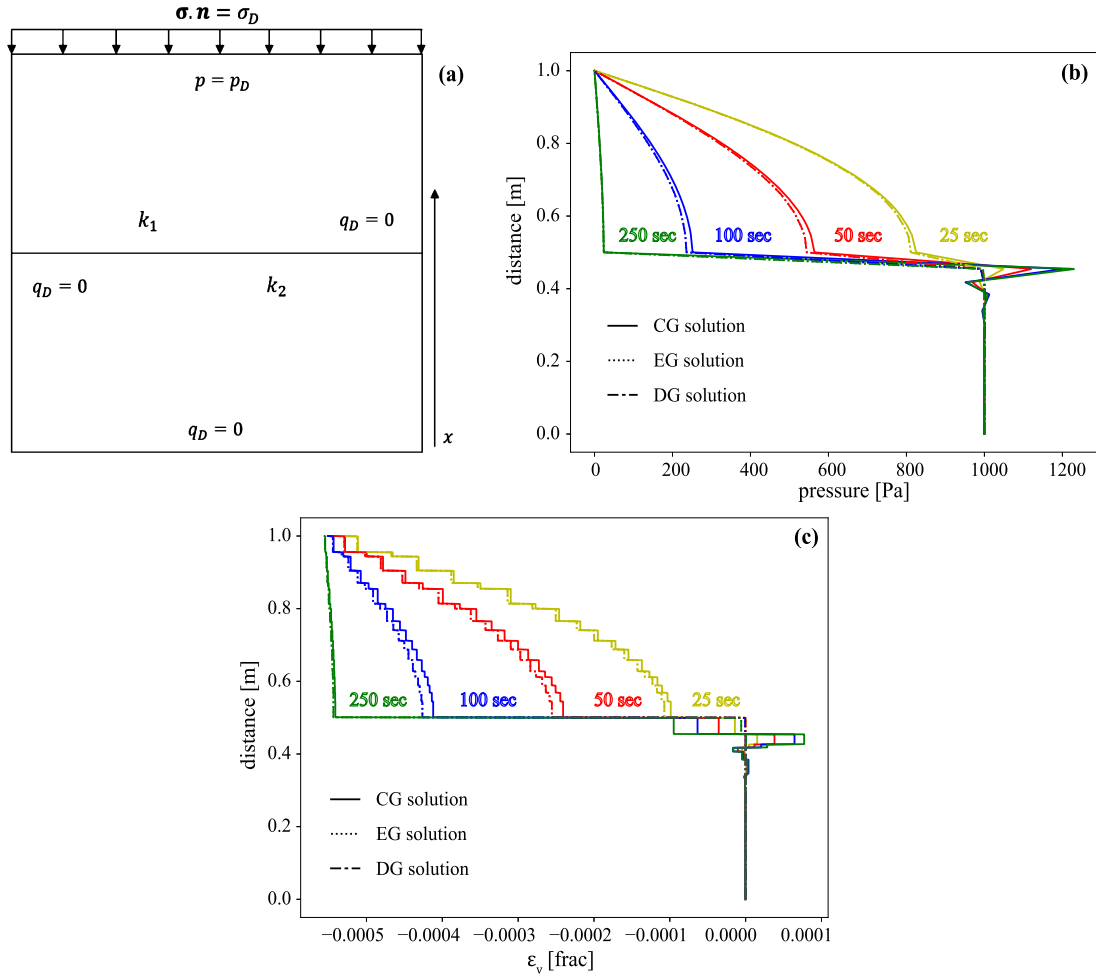 σ.n = σ_D
(a)
p = p_D
k₁
q_D = 0
q_D = 0
k₂
q_D = 0
x
(b)
1.0
0.8
0.6
0.4
0.2
0.0
distance [m]
250 sec 100 sec 50 sec 25 sec
CG solution
EG solution
DG solution
0 200 400 600 800 1000 1200
pressure [Pa]
(c)
1.0
0.8
0.6
0.4
0.2
0.0
distance [m]
250 sec 100 sec 50 sec 25 sec
CG solution
EG solution
DG solution
−0.0005 −0.0004 −0.0003 −0.0002 −0.0001 0.0000 0.0001
ε_v [frac]